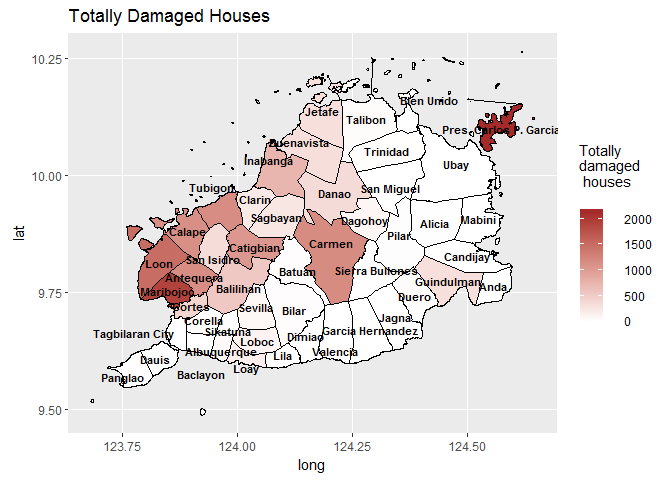 Totally Damaged Houses
10.25
10.00
9.75
9.50
lat
Jetafe
Talibon
Bien Unido
Pres. Carlos P. Garcia
Buenavista
Trinidad
Inabanga
Ubay
Tubigon
Clarin
Danao
San Miguel
Sagbayan
Dagohoy
Alicia
Mabini
Calape
Catigbian
Carmen
Pilar
Loon
San Isidro
Candijay
Antequera
Batuan
Sierra Bullones
Maribojoc
Balilihan
Guindulman
Anda
Cortes
Sevilla
Bilar
Duero
Corella
Jagna
Tagbilaran City
Sikatuna
Dimiao
Garcia Hernandez
Loboc
Dauis
Albuquerque
Lila
Valencia
Panglao
Baclayon
Loay
123.75
124.00
124.25
124.50
long
Totally
damaged
houses
2000
1500
1000
500
0